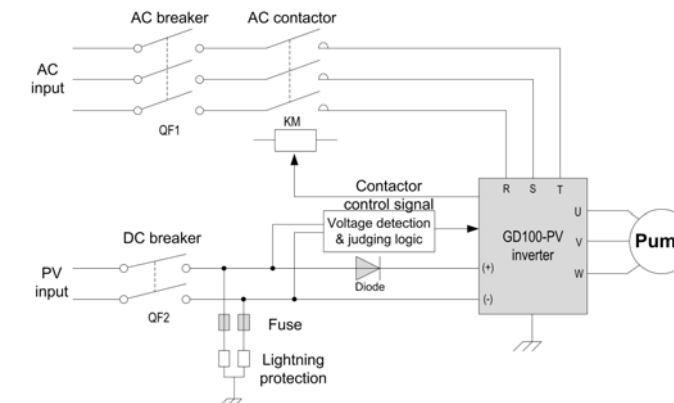 AC breaker
AC contactor
AC
input
QF1
KM
Contactor
control signal
R S T
Voltage detection
& judging logic
GD100-PV
inverter
U
V
W
Pum
DC breaker
PV
input
QF2
Diode
(+)
(-)
Fuse
Lightning
protection